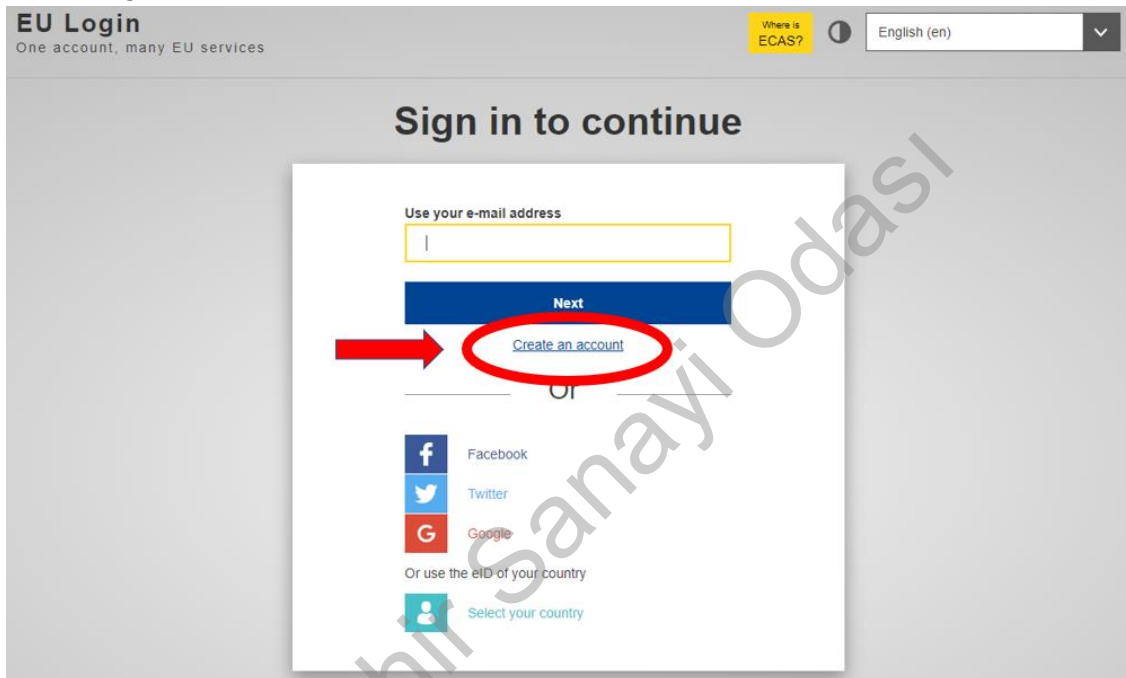 EU Login
One account, many EU services
Where is
ECAS?
English (en)
Sign in to continue
Use your e-mail address
Next
Create an account
Or
Facebook
Twitter
Google
Or use the eID of your country
Select your country
Sanayi Odası